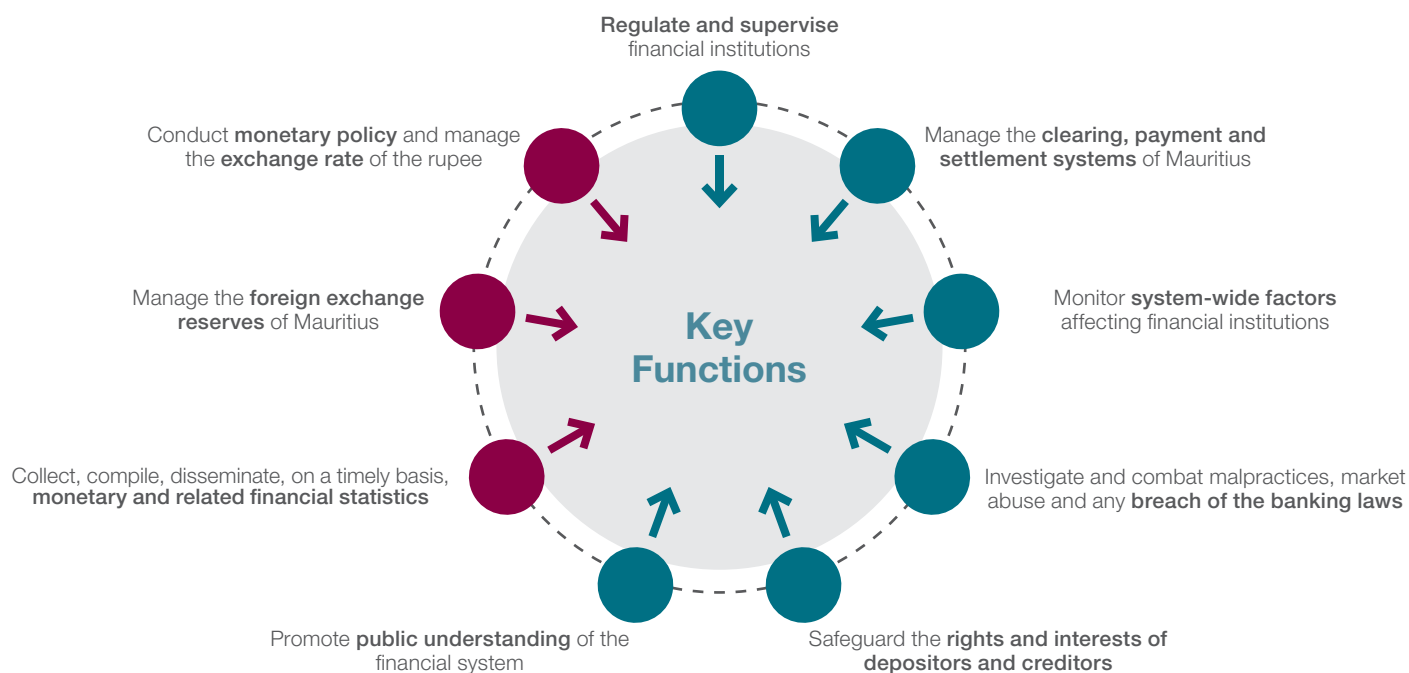 Regulate and supervise
financial institutions
Conduct monetary policy and manage
the exchange rate of the rupee
Manage the clearing, payment and
settlement systems of Mauritius
Manage the foreign exchange
reserves of Mauritius
Monitor system-wide factors
affecting financial institutions
Key
Functions
Collect, compile, disseminate, on a timely basis,
monetary and related financial statistics
Investigate and combat malpractices, market
abuse and any breach of the banking laws
Promote public understanding of the
financial system
Safeguard the rights and interests of
depositors and creditors